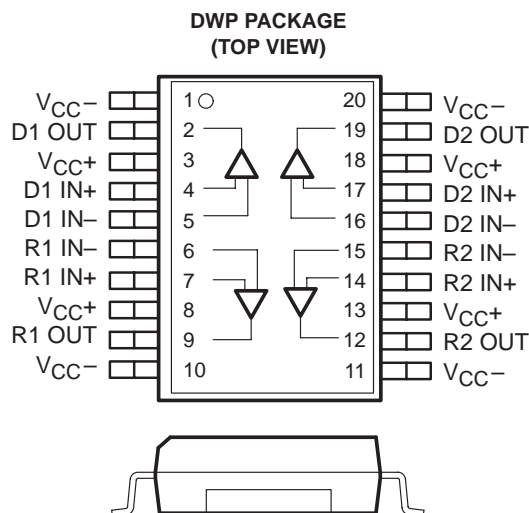 DWP PACKAGE
(TOP VIEW)
VCC− 1 20 VCC−
D1 OUT 2 19 D2 OUT
VCC+ 3 18 VCC+
D1 IN+ 4 17 D2 IN+
D1 IN− 5 16 D2 IN−
R1 IN− 6 15 R2 IN−
R1 IN+ 7 14 R2 IN+
VCC+ 8 13 VCC+
R1 OUT 9 12 R2 OUT
VCC− 10 11 VCC−